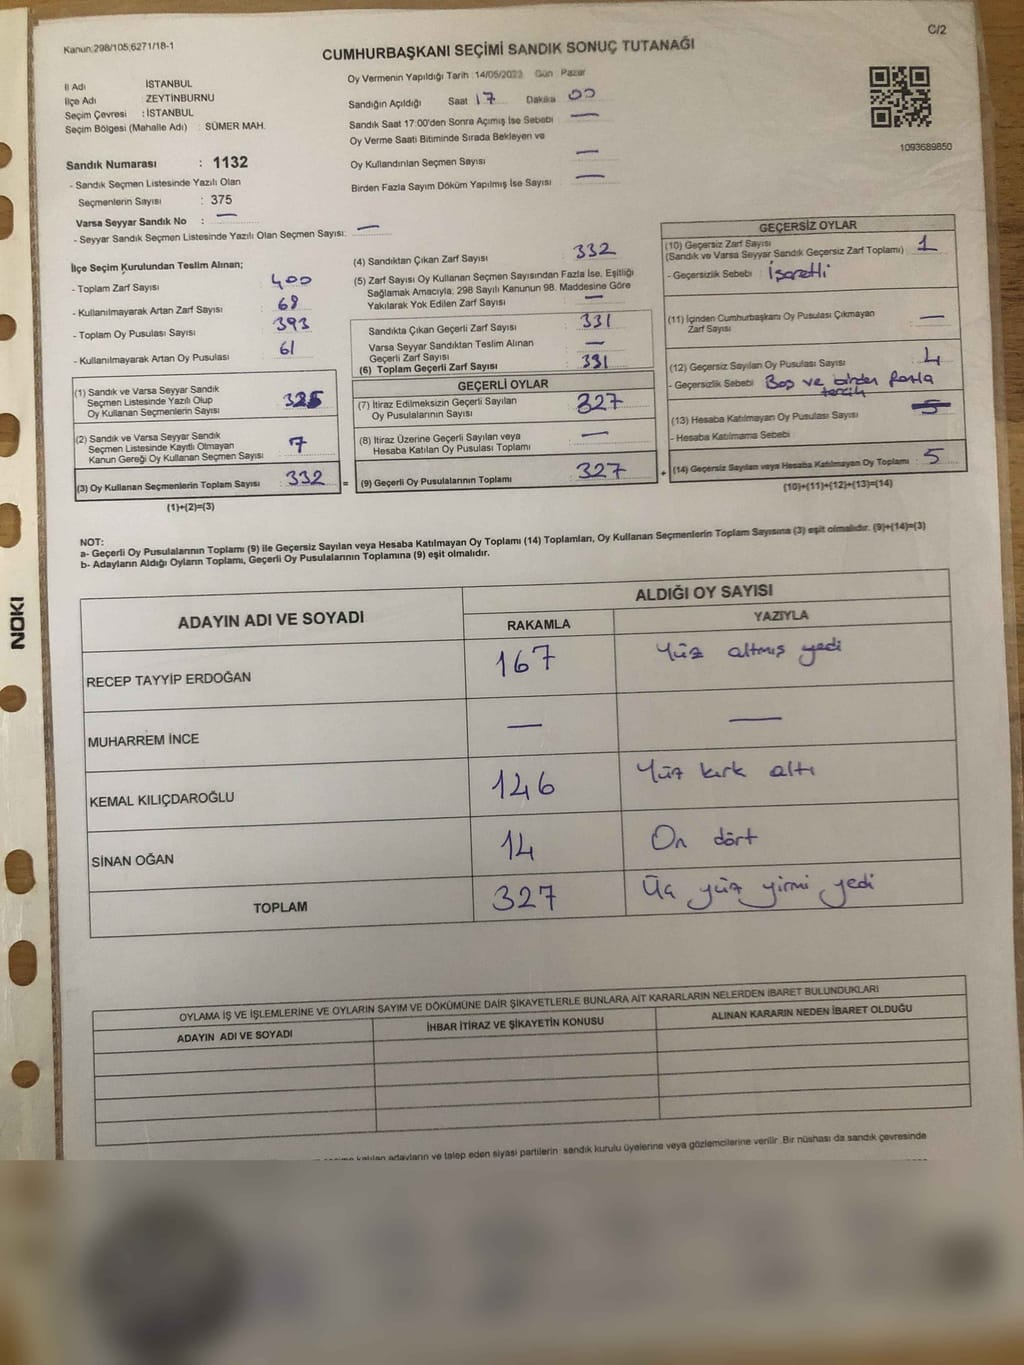 Kanun:298/105;6271/18-1
C/2
CUMHURBAŞKANI SEÇİMİ SANDIK SONUÇ TUTANAĞI
İl Adı İSTANBUL
İlçe Adı ZEYTİNBURNU
Seçim Çevresi : İSTANBUL
Seçim Bölgesi (Mahalle Adı) : SÜMER MAH.
Oy Vermenin Yapıldığı Tarih : 14/05/2023 Gün Pazar
Sandığın Açıldığı Saat 17 Dakika 00
Sandık Saat 17:00'den Sonra Açımış İse Sebebi —
Oy Verme Saati Bitiminde Sırada Bekleyen ve
Oy Kullandırılan Seçmen Sayısı —
Birden Fazla Sayım Döküm Yapılmış İse Sayısı —
1093689850
Sandık Numarası : 1132
- Sandık Seçmen Listesinde Yazılı Olan
Seçmenlerin Sayısı : 375
Varsa Seyyar Sandık No : —
- Seyyar Sandık Seçmen Listesinde Yazılı Olan Seçmen Sayısı: —
İlçe Seçim Kurulundan Teslim Alınan;
- Toplam Zarf Sayısı : 400
- Kullanılmayarak Artan Zarf Sayısı : 68
- Toplam Oy Pusulası Sayısı : 393
- Kullanılmayarak Artan Oy Pusulası : 61
(1) Sandık ve Varsa Seyyar Sandık
Seçmen Listesinde Yazılı Olup
Oy Kullanan Seçmenlerin Sayısı : 325
(2) Sandık ve Varsa Seyyar Sandık
Seçmen Listesinde Kayıtlı Olmayan
Kanun Gereği Oy Kullanan Seçmen Sayısı : 7
(3) Oy Kullanan Seçmenlerin Toplam Sayısı : 332 =
(1)+(2)=(3)
(4) Sandıktan Çıkan Zarf Sayısı : 332
(5) Zarf Sayısı Oy Kullanan Seçmen Sayısından Fazla İse, Eşitliği
Sağlamak Amacıyla; 298 Sayılı Kanunun 98. Maddesine Göre
Yakılarak Yok Edilen Zarf Sayısı : —
Sandıkta Çıkan Geçerli Zarf Sayısı : 331
Varsa Seyyar Sandıktan Teslim Alınan
Geçerli Zarf Sayısı : —
(6) Toplam Geçerli Zarf Sayısı : 331
GEÇERLİ OYLAR
(7) İtiraz Edilmeksizin Geçerli Sayılan
Oy Pusulalarının Sayısı : 327
(8) İtiraz Üzerine Geçerli Sayılan veya
Hesaba Katılan Oy Pusulası Toplamı : —
(9) Geçerli Oy Pusulalarının Toplamı : 327 +
GEÇERSİZ OYLAR
(10) Geçersiz Zarf Sayısı
(Sandık ve Varsa Seyyar Sandık Geçersiz Zarf Toplamı) : 1
- Geçersizlik Sebebi : İşaretli
(11) İçinden Cumhurbaşkanı Oy Pusulası Çıkmayan
Zarf Sayısı : —
(12) Geçersiz Sayılan Oy Pusulası Sayısı : 4
- Geçersizlik Sebebi Boş ve birden fazla
tercih
(13) Hesaba Katılmayan Oy Pusulası Sayısı :
- Hesaba Katılmama Sebebi
(14) Geçersiz Sayılan veya Hesaba Katılmayan Oy Toplamı : 5
(10)+(11)+(12)+(13)=(14)
NOT:
a- Geçerli Oy Pusulalarının Toplamı (9) ile Geçersiz Sayılan veya Hesaba Katılmayan Oy Toplamı (14) Toplamları, Oy Kullanan Seçmenlerin Toplam Sayısına (3) eşit olmalıdır. (9)+(14)=(3)
b- Adayların Aldığı Oyların Toplamı, Geçerli Oy Pusulalarının Toplamına (9) eşit olmalıdır.
ADAYIN ADI VE SOYADI ALDIĞI OY SAYISI
RAKAMLA YAZIYLA
RECEP TAYYİP ERDOĞAN 167 Yüz altmış yedi
MUHARREM İNCE — —
KEMAL KILIÇDAROĞLU 146 Yüz kırk altı
SİNAN OĞAN 14 On dört
TOPLAM 327 Üç yüz yirmi yedi
OYLAMA İŞ VE İŞLEMLERİNE VE OYLARIN SAYIM VE DÖKÜMÜNE DAİR ŞİKAYETLERLE BUNLARA AİT KARARLARIN NELERDEN İBARET BULUNDUKLARI
ADAYIN ADI VE SOYADI İHBAR İTİRAZ VE ŞİKAYETİN KONUSU ALINAN KARARIN NEDEN İBARET OLDUĞU
katılan adayların ve talep eden siyasi partilerin sandık kurulu üyelerine veya gözlemcilerine verilir. Bir nüshası da sandık çevresinde
NOKI